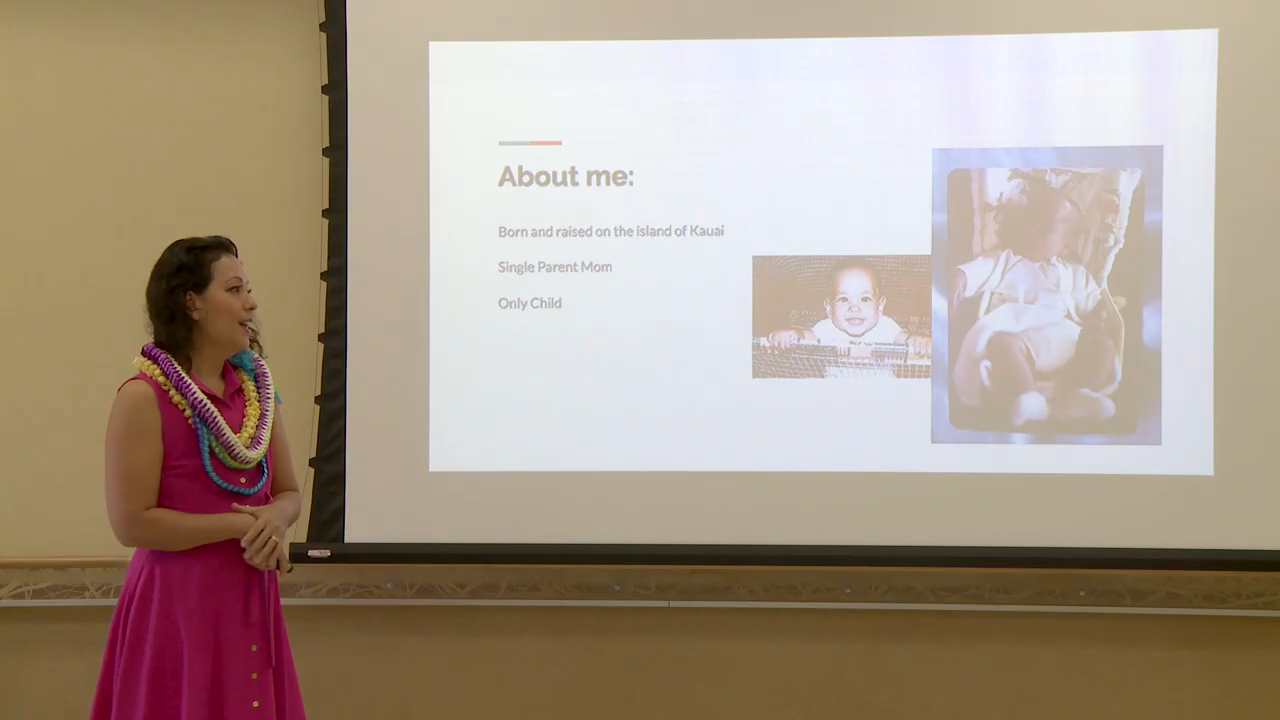 About me:
Born and raised on the island of Kauai
Single Parent Mom
Only Child